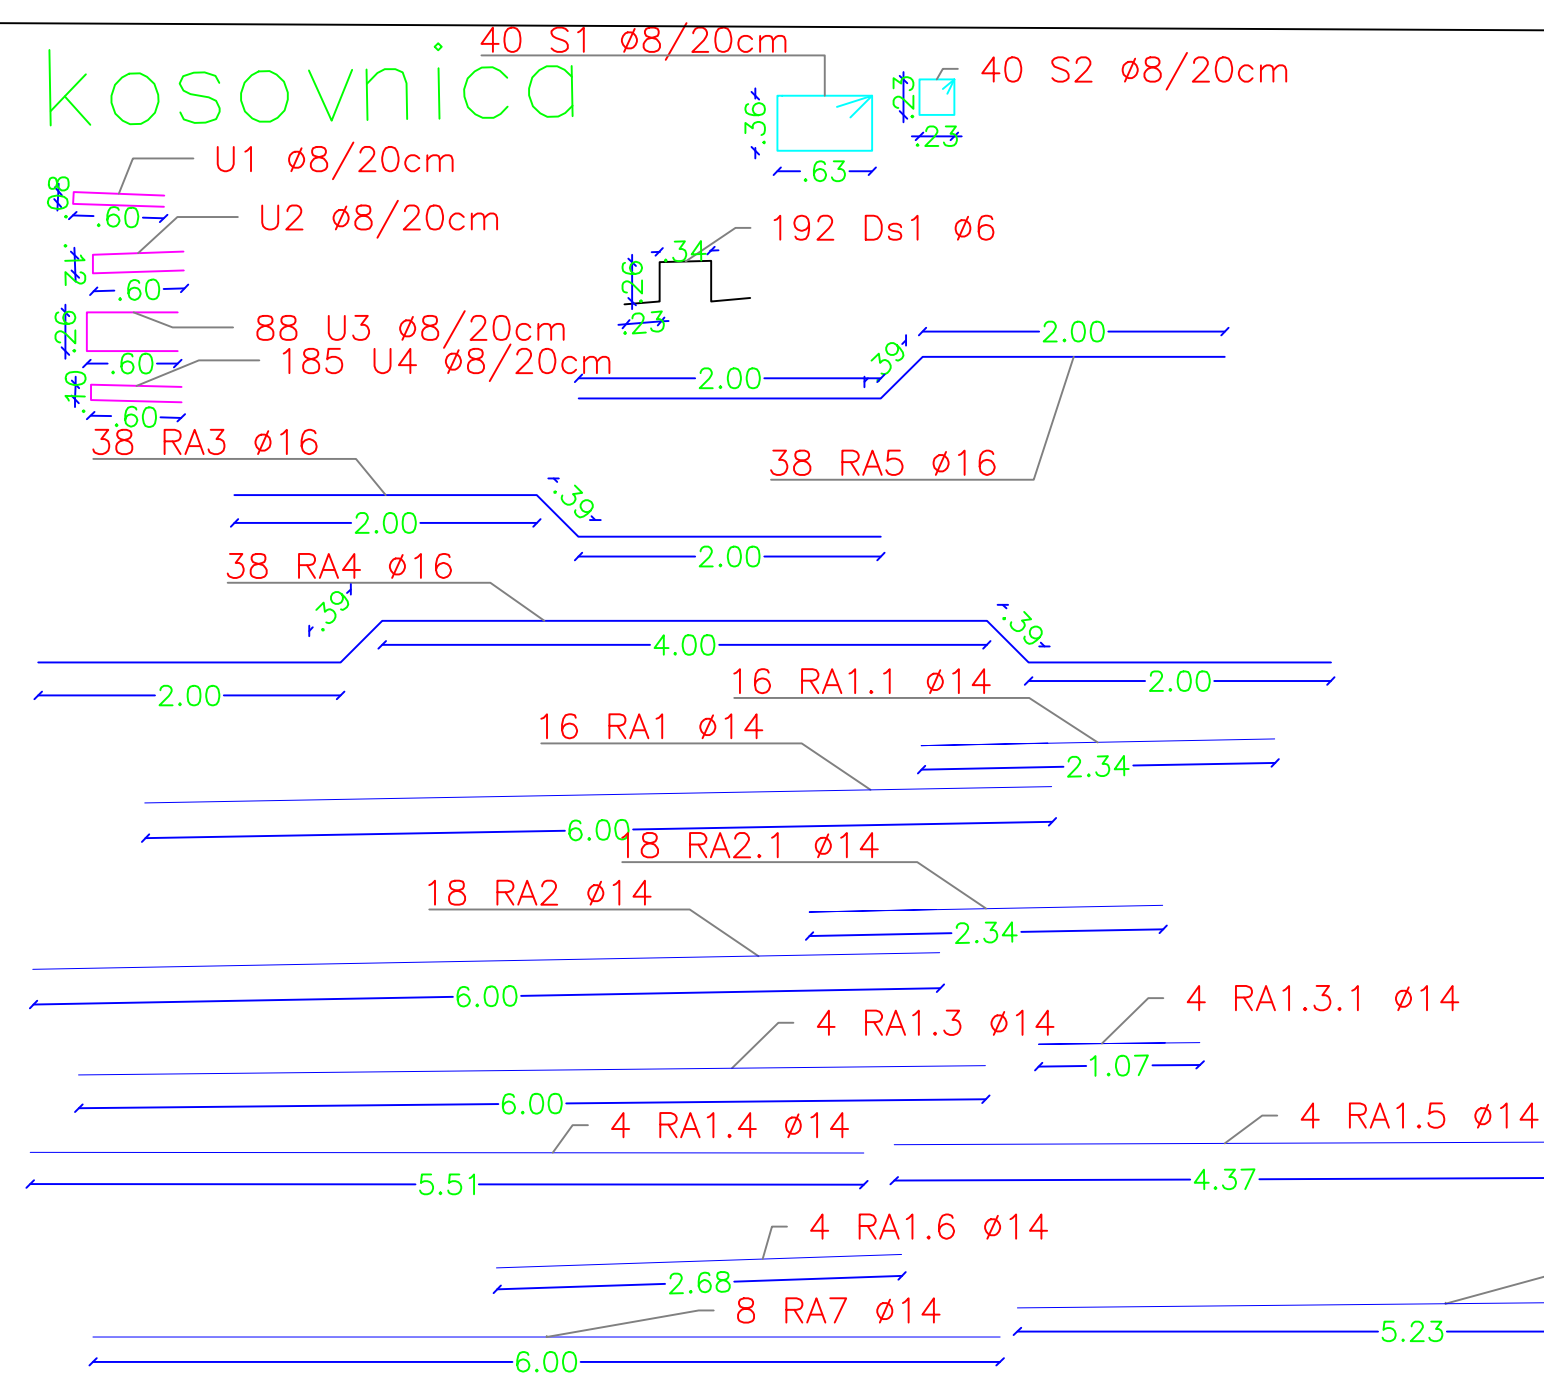 kosovnica
40 S1 ø8/20cm
40 S2 ø8/20cm
.36
.63
.23
.23
U1 ø8/20cm
.08
.60
U2 ø8/20cm
.12
.60
192 Ds1 ø6
.34
.26
.23
88 U3 ø8/20cm
.26
.60
185 U4 ø8/20cm
.10
.60
2.00
.39
2.00
38 RA5 ø16
38 RA3 ø16
2.00
.39
2.00
38 RA4 ø16
.39
4.00
.39
2.00
2.00
16 RA1.1 ø14
2.34
16 RA1 ø14
6.00
18 RA2.1 ø14
2.34
18 RA2 ø14
6.00
4 RA1.3 ø14
6.00
4 RA1.3.1 ø14
1.07
4 RA1.4 ø14
5.51
4 RA1.5 ø14
4.37
4 RA1.6 ø14
2.68
8 RA7 ø14
6.00
5.23